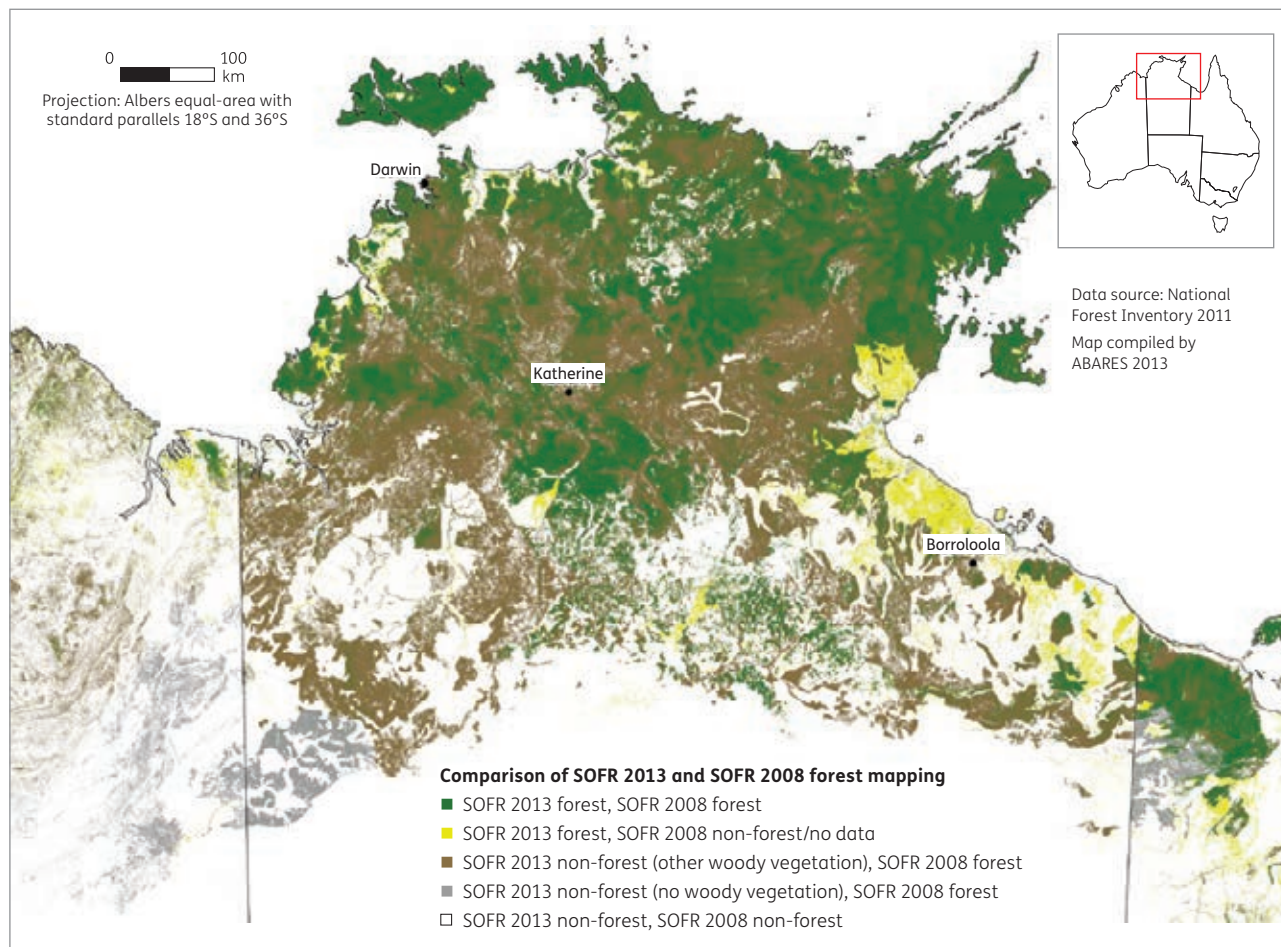 0 100
km
Projection: Albers equal-area with
standard parallels 18°S and 36°S
Darwin
Data source: National
Forest Inventory 2011
Map compiled by
ABARES 2013
Katherine
Borroloola
Comparison of SOFR 2013 and SOFR 2008 forest mapping
SOFR 2013 forest, SOFR 2008 forest
SOFR 2013 forest, SOFR 2008 non-forest/no data
SOFR 2013 non-forest (other woody vegetation), SOFR 2008 forest
SOFR 2013 non-forest (no woody vegetation), SOFR 2008 forest
SOFR 2013 non-forest, SOFR 2008 non-forest